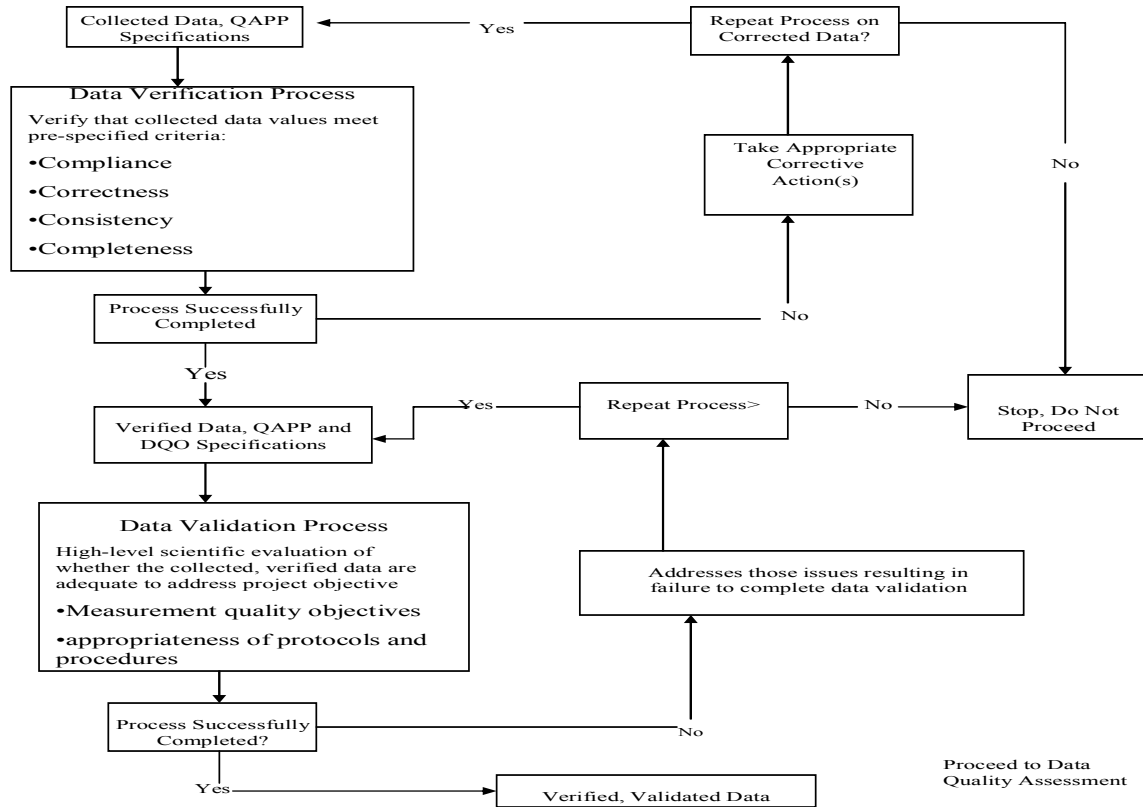 Collected Data, QAPP
Specifications
Yes
Repeat Process on
Corrected Data?
Data Verification Process
Verify that collected data values meet
pre-specified criteria:
•Compliance
•Correctness
•Consistency
•Completeness
Take Appropriate
Corrective
Action(s)
No
Process Successfully
Completed
No
Yes
Verified Data, QAPP and
DQO Specifications
Yes
Repeat Process>
No
Stop, Do Not
Proceed
Data Validation Process
High-level scientific evaluation of
whether the collected, verified data are
adequate to address project objective
•Measurement quality objectives
•appropriateness of protocols and
procedures
Addresses those issues resulting in
failure to complete data validation
Process Successfully
Completed?
No
Yes
Verified, Validated Data
Proceed to Data
Quality Assessment